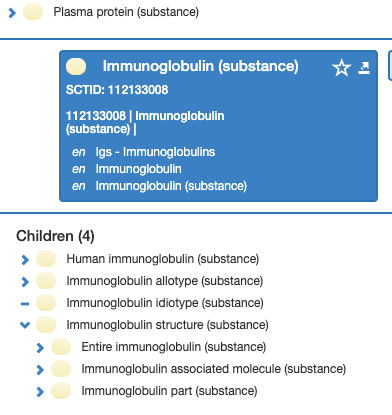 Plasma protein (substance)
Immunoglobulin (substance)
SCTID: 112133008
112133008 | Immunoglobulin
(substance) |
en Igs - Immunoglobulins
en Immunoglobulin
en Immunoglobulin (substance)
Children (4)
Human immunoglobulin (substance)
Immunoglobulin allotype (substance)
Immunoglobulin idiotype (substance)
Immunoglobulin structure (substance)
Entire immunoglobulin (substance)
Immunoglobulin associated molecule (substance)
Immunoglobulin part (substance)